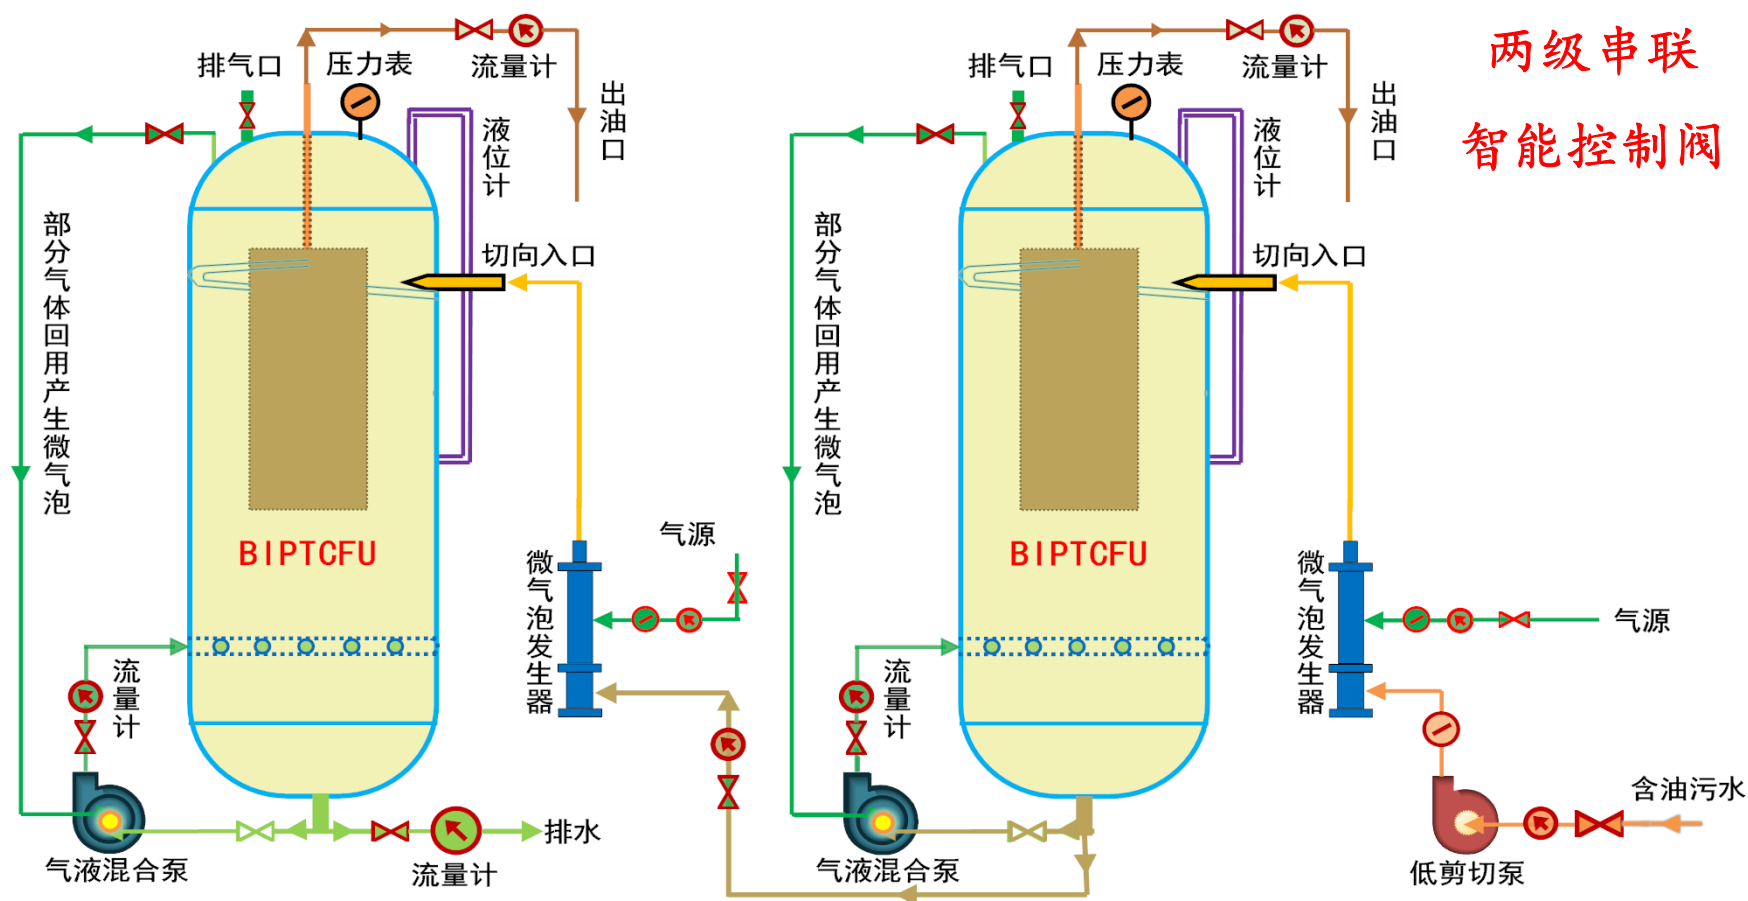 两级串联
智能控制阀
排气口
压力表
流量计
出油口
液位计
切向入口
部分气体回用产生微气泡
BIPTCFU
气源
微气泡发生器
流量计
气液混合泵
流量计
排水
排气口
压力表
流量计
出油口
液位计
切向入口
部分气体回用产生微气泡
BIPTCFU
微气泡发生器
气源
流量计
气液混合泵
含油污水
低剪切泵